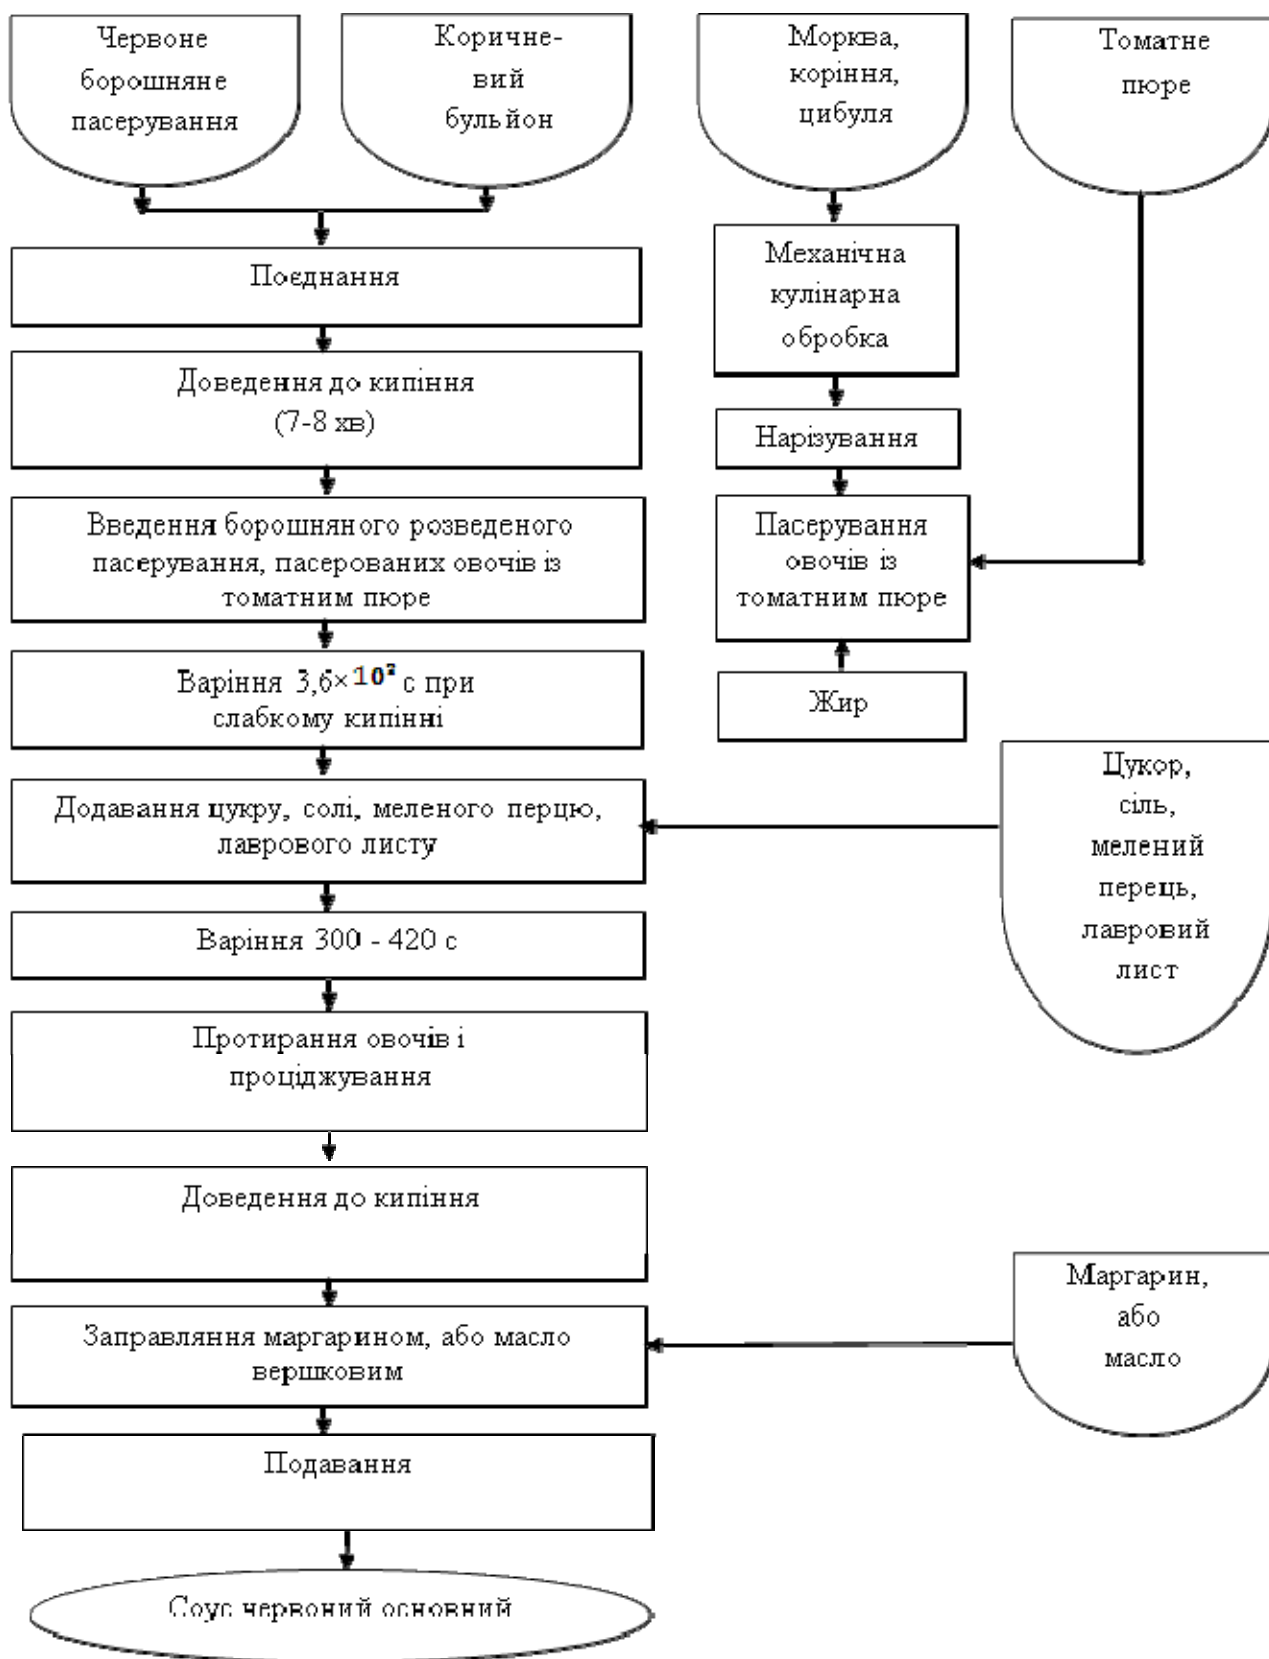 Червоне
борошняне
пасерування
Коричне-
вий
бульйон
Морква,
коріння,
цибуля
Томатне
пюре
Поєднання
Механічна
кулінарна
обробка
Доведення до кипіння
(7-8 хв)
Нарізування
Введення борошняного розведеного
пасерування, пасерованих овочів із
томатним пюре
Пасерування
овочів із
томатним пюре
Варіння 3,6×10² с при
слабкому кипінні
Жир
Додавання цукру, солі, меленого перцю,
лаврового листу
Цукор,
сіль,
мелений
перець,
лавровий
лист
Варіння 300 - 420 с
Протирання овочів і
проціджування
Доведення до кипіння
Заправляння маргарином, або масло
вершковим
Маргарин,
або
масло
Подавання
Соус червоний основний